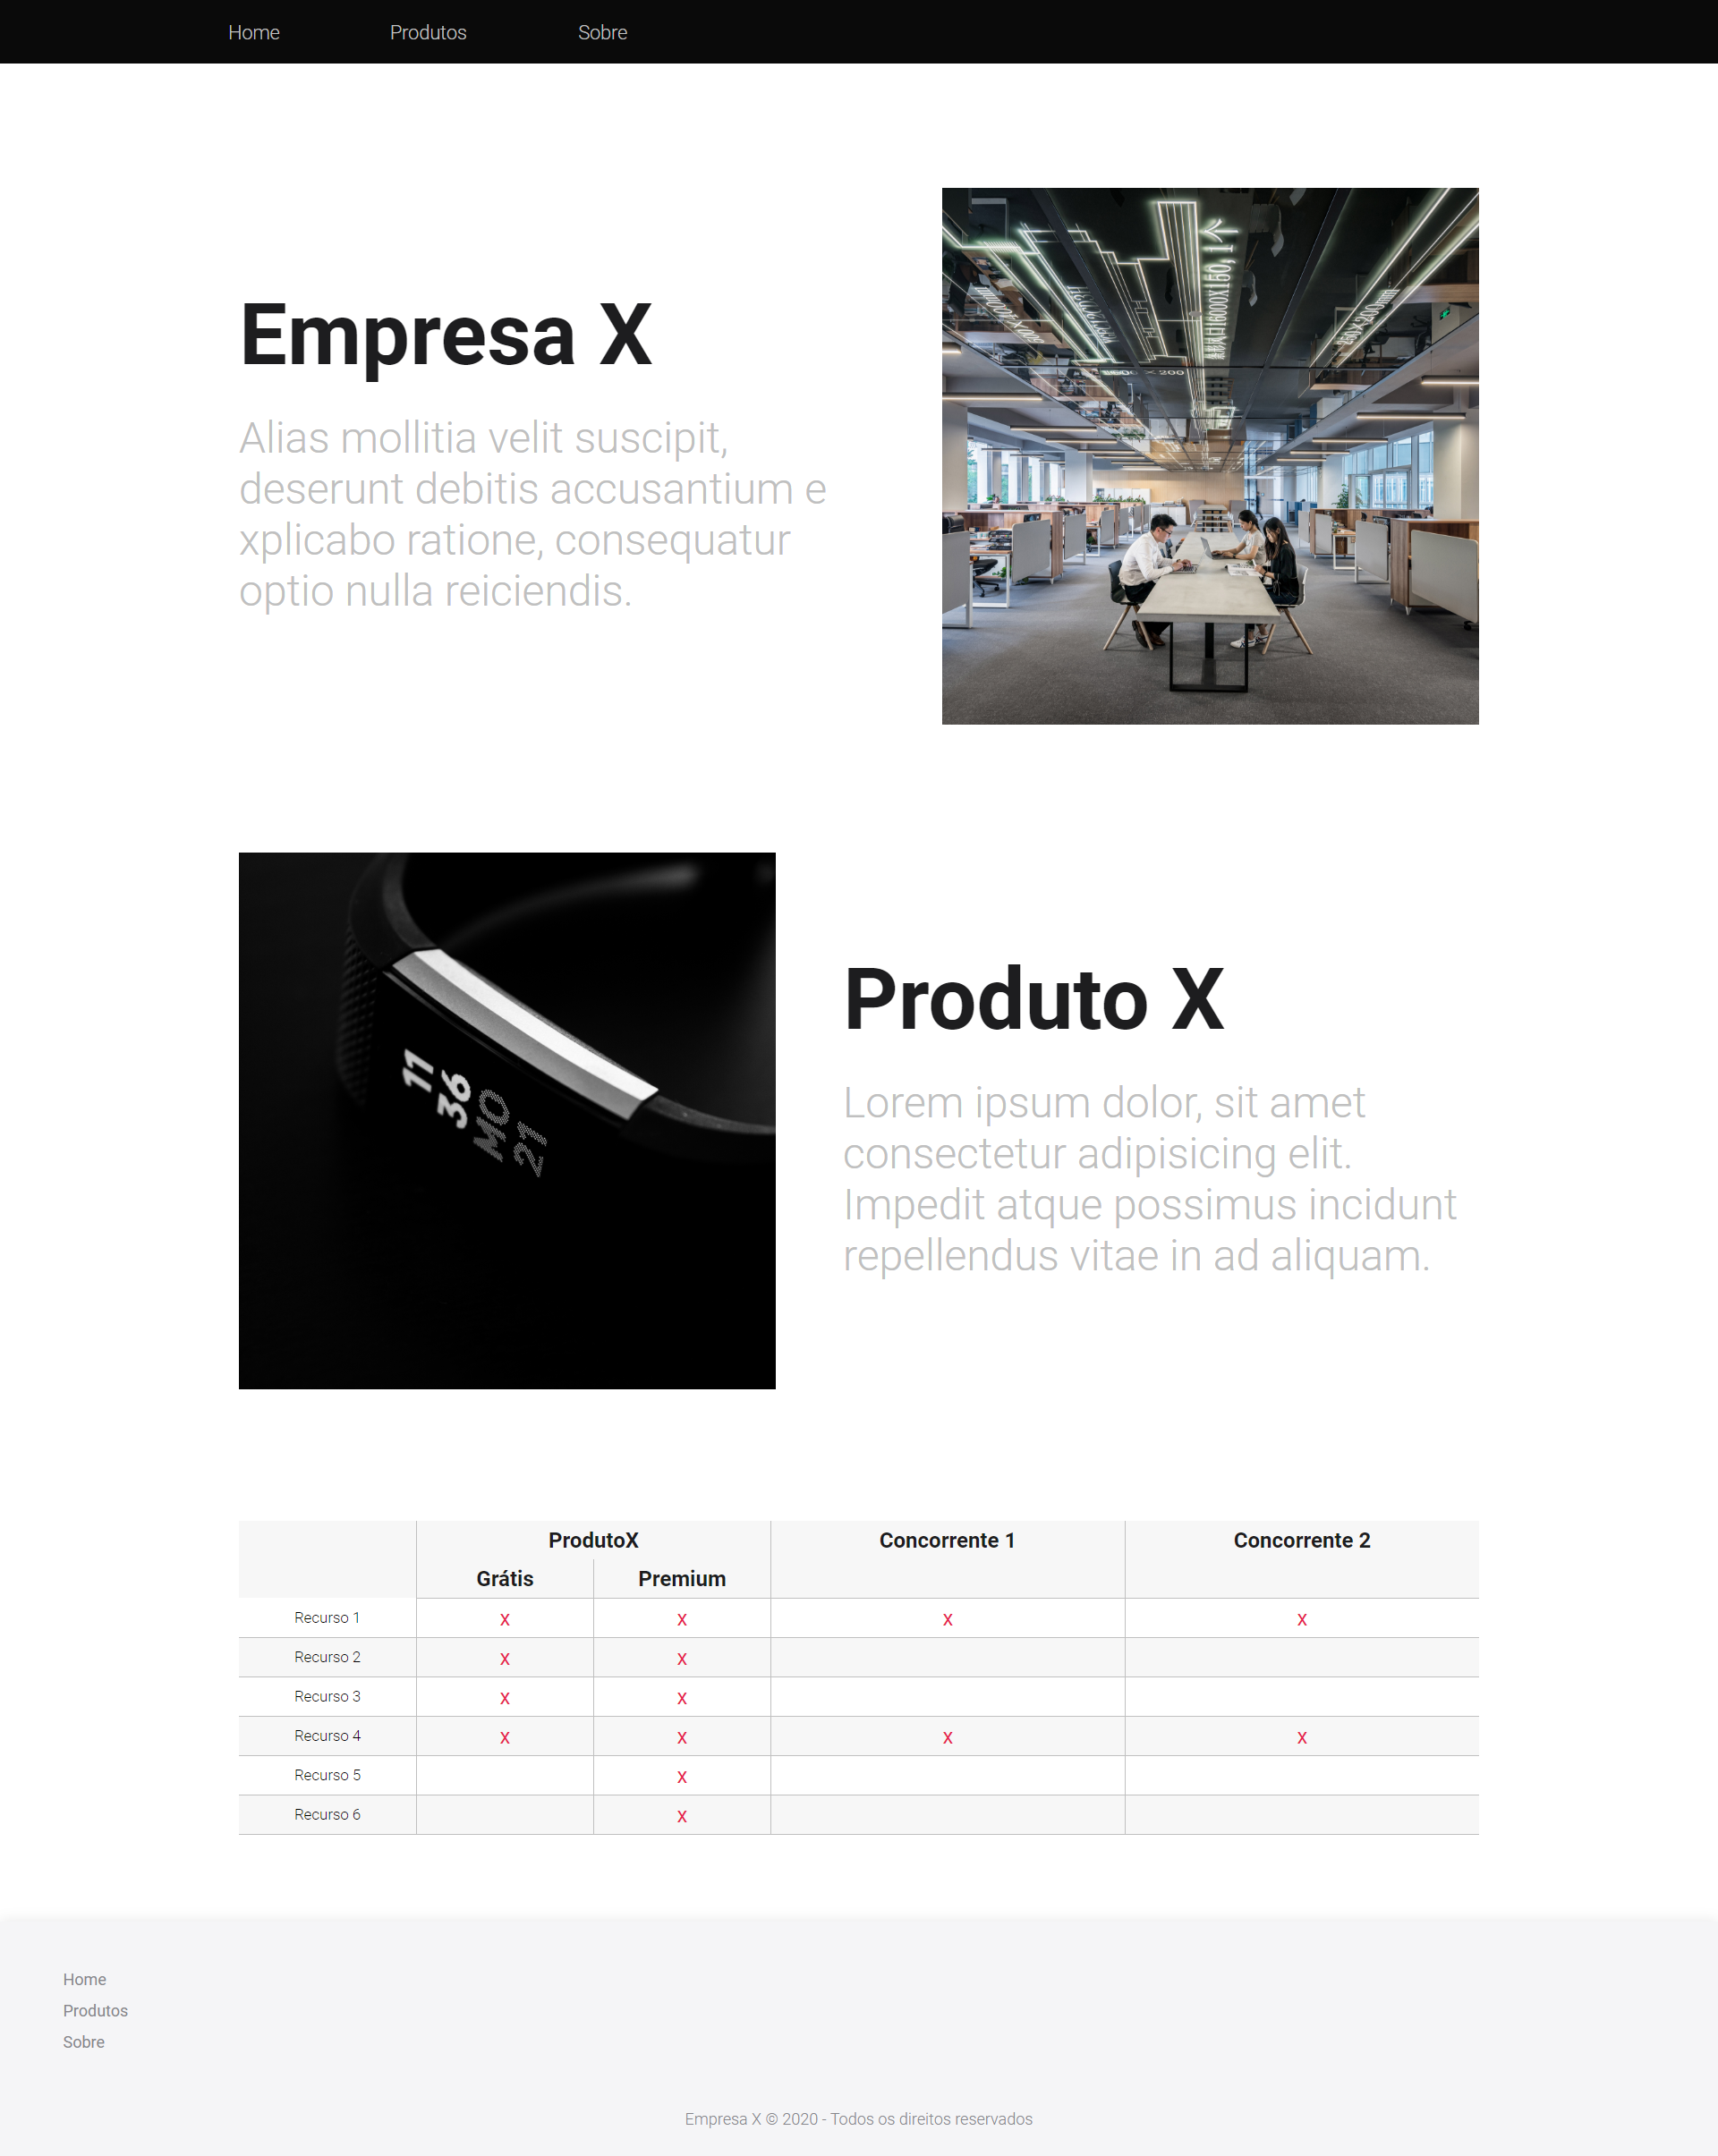 Home Produtos Sobre
Empresa X
Alias mollitia velit suscipit,
deserunt debitis accusantium e
xplicabo ratione, consequatur
optio nulla reiciendis.
11
36
MO
21
Produto X
Lorem ipsum dolor, sit amet
consectetur adipisicing elit.
Impedit atque possimus incidunt
repellendus vitae in ad aliquam.
ProdutoX Concorrente 1 Concorrente 2
Grátis Premium
Recurso 1 X X X X
Recurso 2 X X
Recurso 3 X X
Recurso 4 X X X X
Recurso 5 X
Recurso 6 X
Home
Produtos
Sobre
Empresa X © 2020 - Todos os direitos reservados